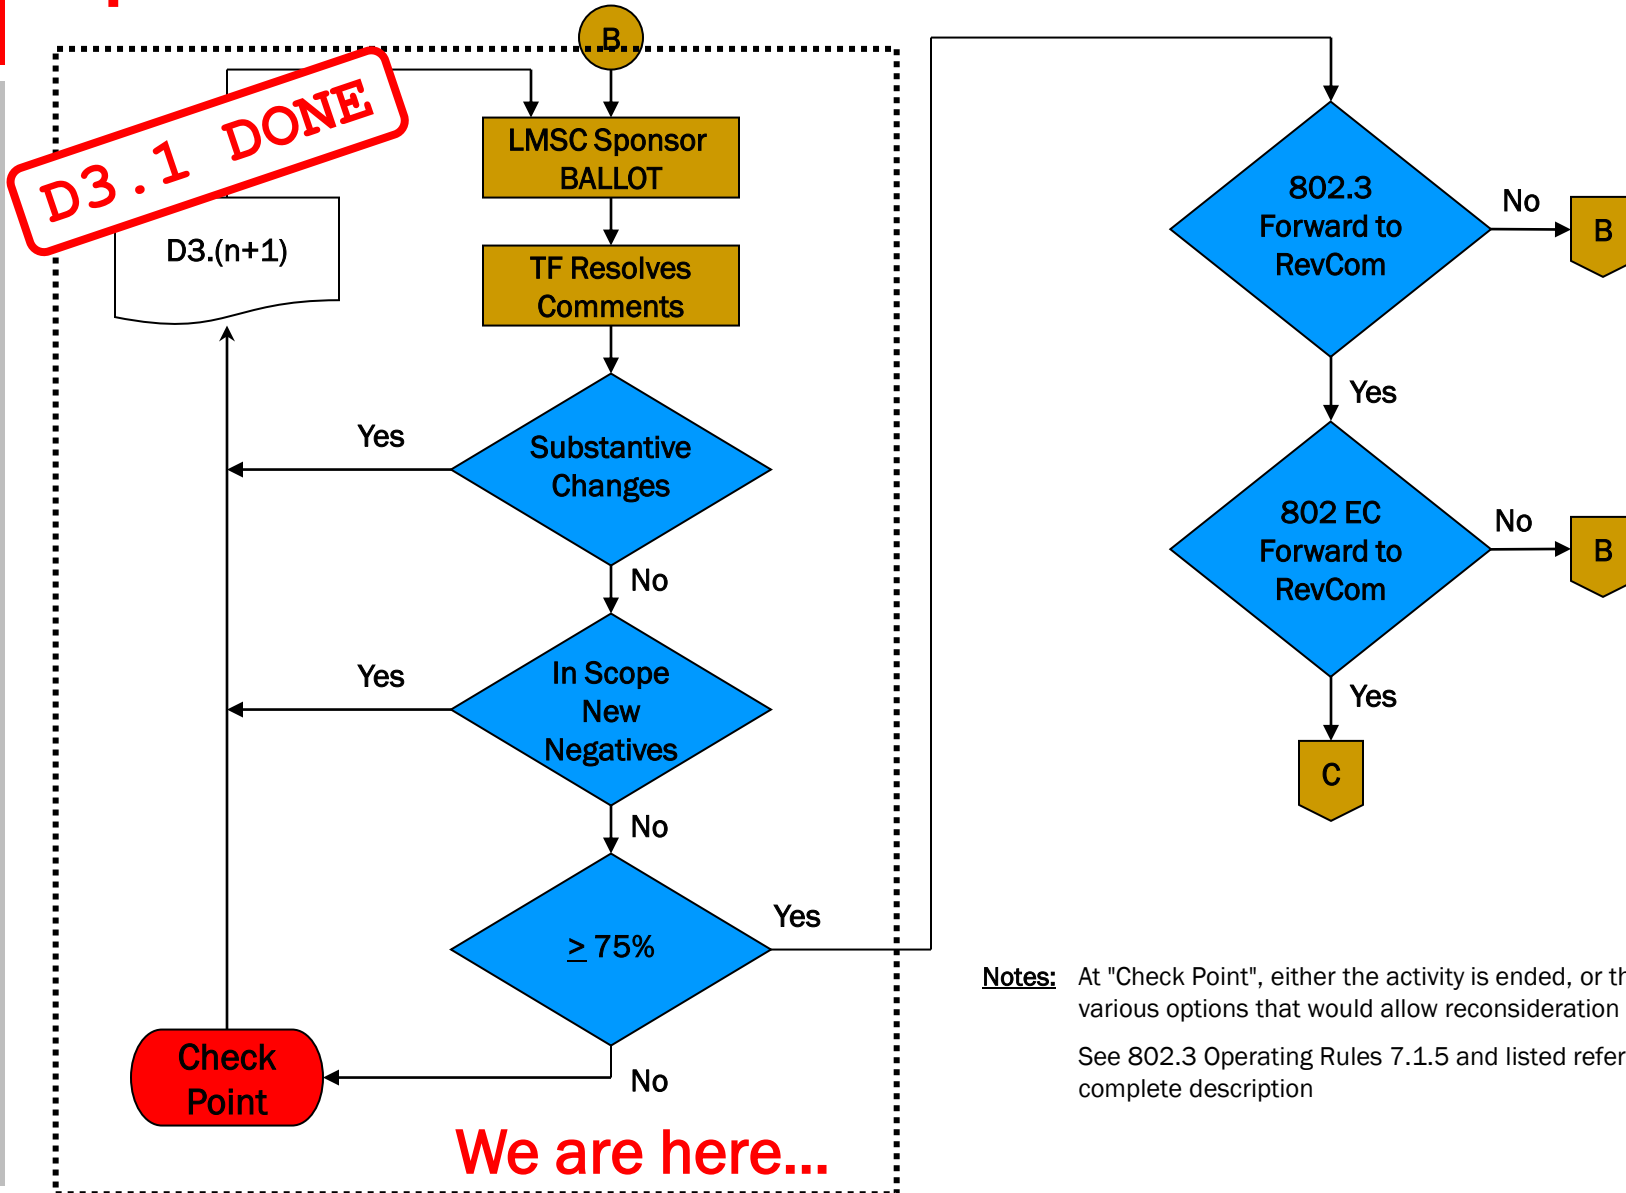 B
D3.1 DONE
LMSC Sponsor
BALLOT
D3.(n+1)
TF Resolves
Comments
Yes
Substantive
Changes
No
Yes
In Scope
New
Negatives
No
Yes
≥ 75%
No
Check
Point
We are here...
802.3
Forward to
RevCom
No
B
Yes
802 EC
Forward to
RevCom
No
B
Yes
C
Notes: At "Check Point", either the activity is ended, or
various options that would allow reconsideration
See 802.3 Operating Rules 7.1.5 and listed
complete description